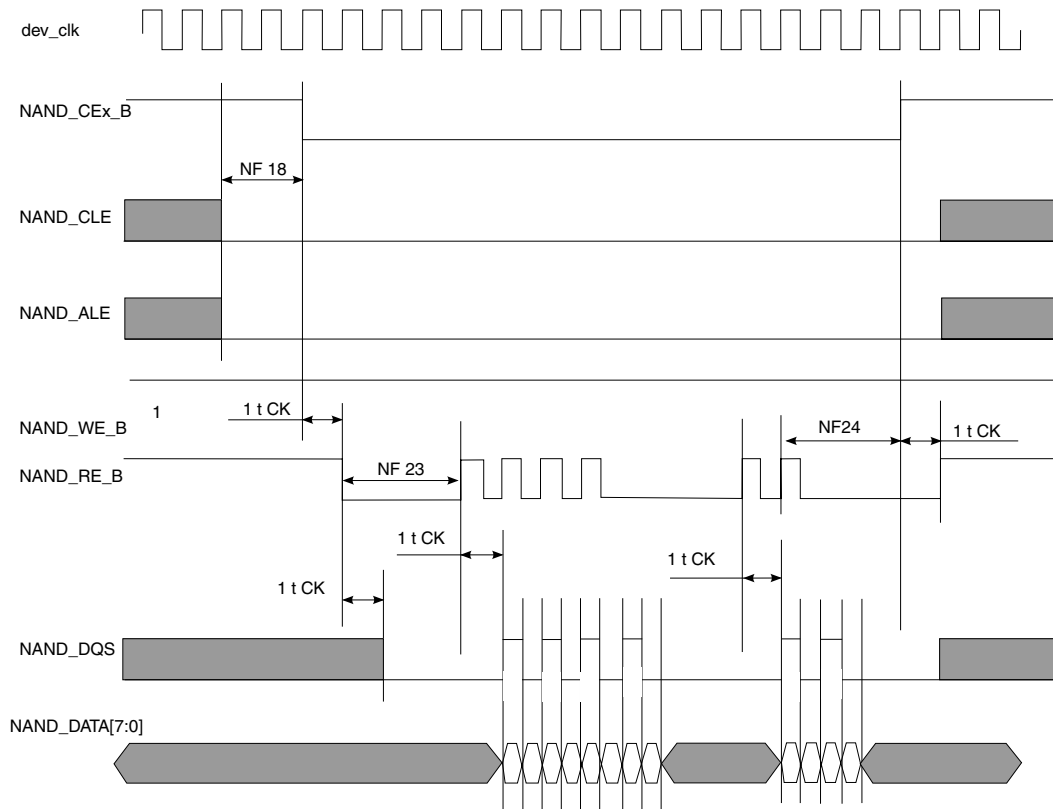 dev_clk
NAND_CEx_B
NF 18
NAND_CLE
NAND_ALE
1
1 t CK
NAND_WE_B
NF24
1 t CK
NAND_RE_B
NF 23
1 t CK
1 t CK
1 t CK
NAND_DQS
NAND_DATA[7:0]